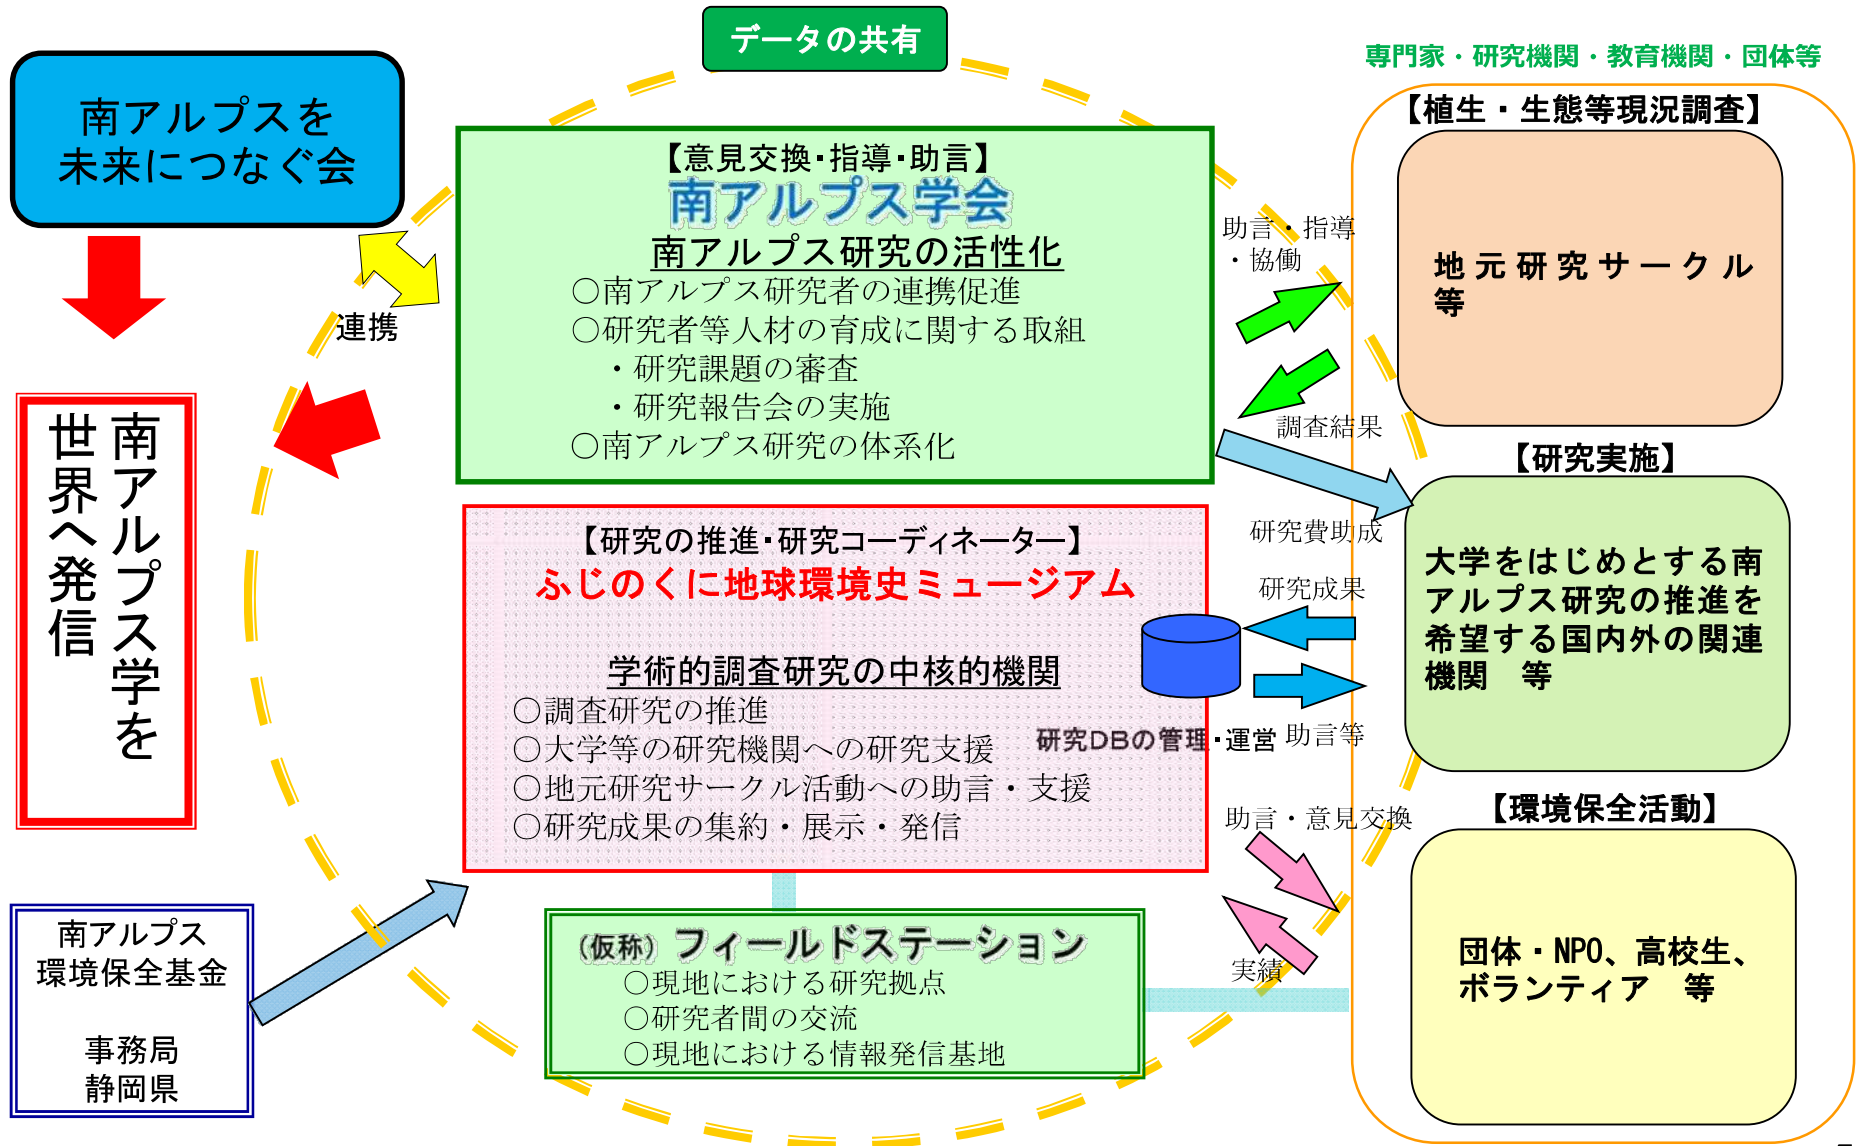 データの共有
南アルプスを
未来につなぐ会
連携
南アルプス学を
世界へ発信
南アルプス
環境保全基金
事務局
静岡県
【意見交換・指導・助言】
南アルプス学会
南アルプス研究の活性化
○南アルプス研究者の連携促進
○研究者等人材の育成に関する取組
・研究課題の審査
・研究報告会の実施
○南アルプス研究の体系化
【研究の推進・研究コーディネーター】
ふじのくに地球環境史ミュージアム
学術的調査研究の中核的機関
○調査研究の推進
○大学等の研究機関への研究支援
○地元研究サークル活動への助言・支援
○研究成果の集約・展示・発信
研究DBの管理・運営
(仮称) フィールドステーション
○現地における研究拠点
○研究者間の交流
○現地における情報発信基地
助言・指導
・協働
調査結果
研究費助成
研究成果
助言等
助言・意見交換
実績
専門家・研究機関・教育機関・団体等
【植生・生態等現況調査】
地元研究サークル
等
【研究実施】
大学をはじめとする南
アルプス研究の推進を
希望する国内外の関連
機関　等
【環境保全活動】
団体・NPO、高校生、
ボランティア　等